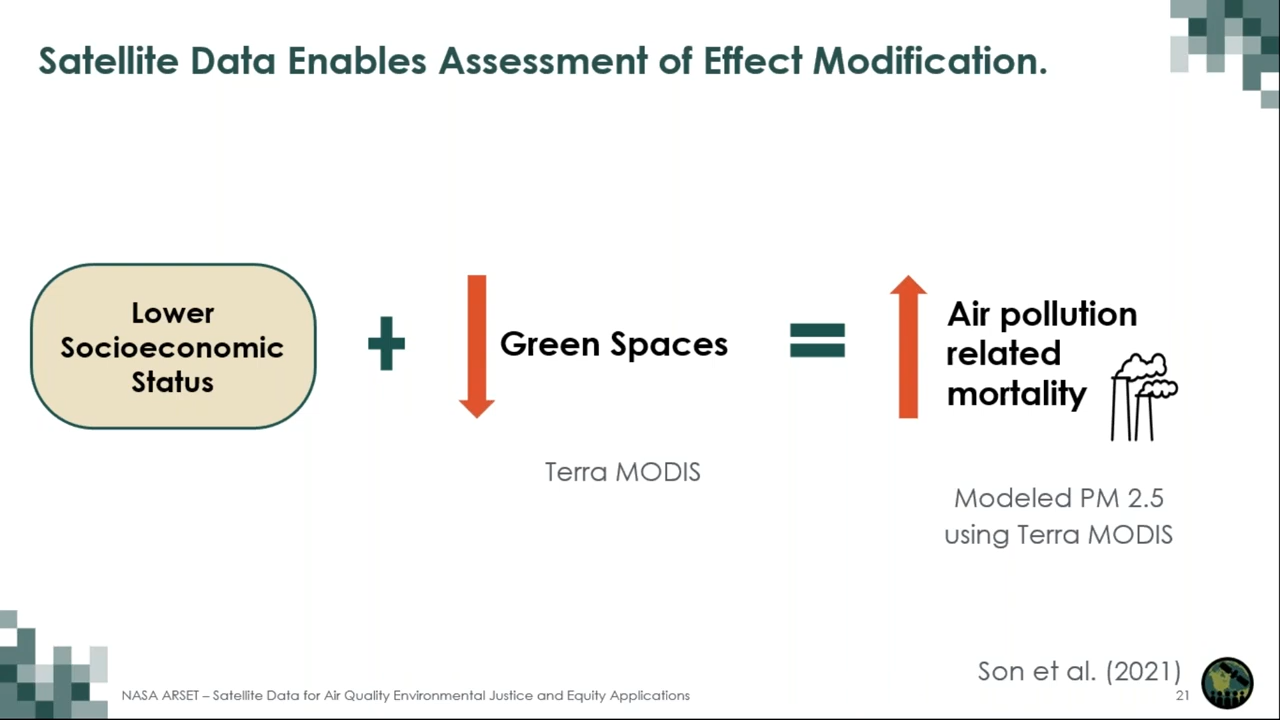 Satellite Data Enables Assessment of Effect Modification.
Lower
Socioeconomic
Status
+
Green Spaces
=
Air pollution
related
mortality
Terra MODIS
Modeled PM 2.5
using Terra MODIS
Son et al. (2021)
NASA ARSET – Satellite Data for Air Quality Environmental Justice and Equity Applications
21